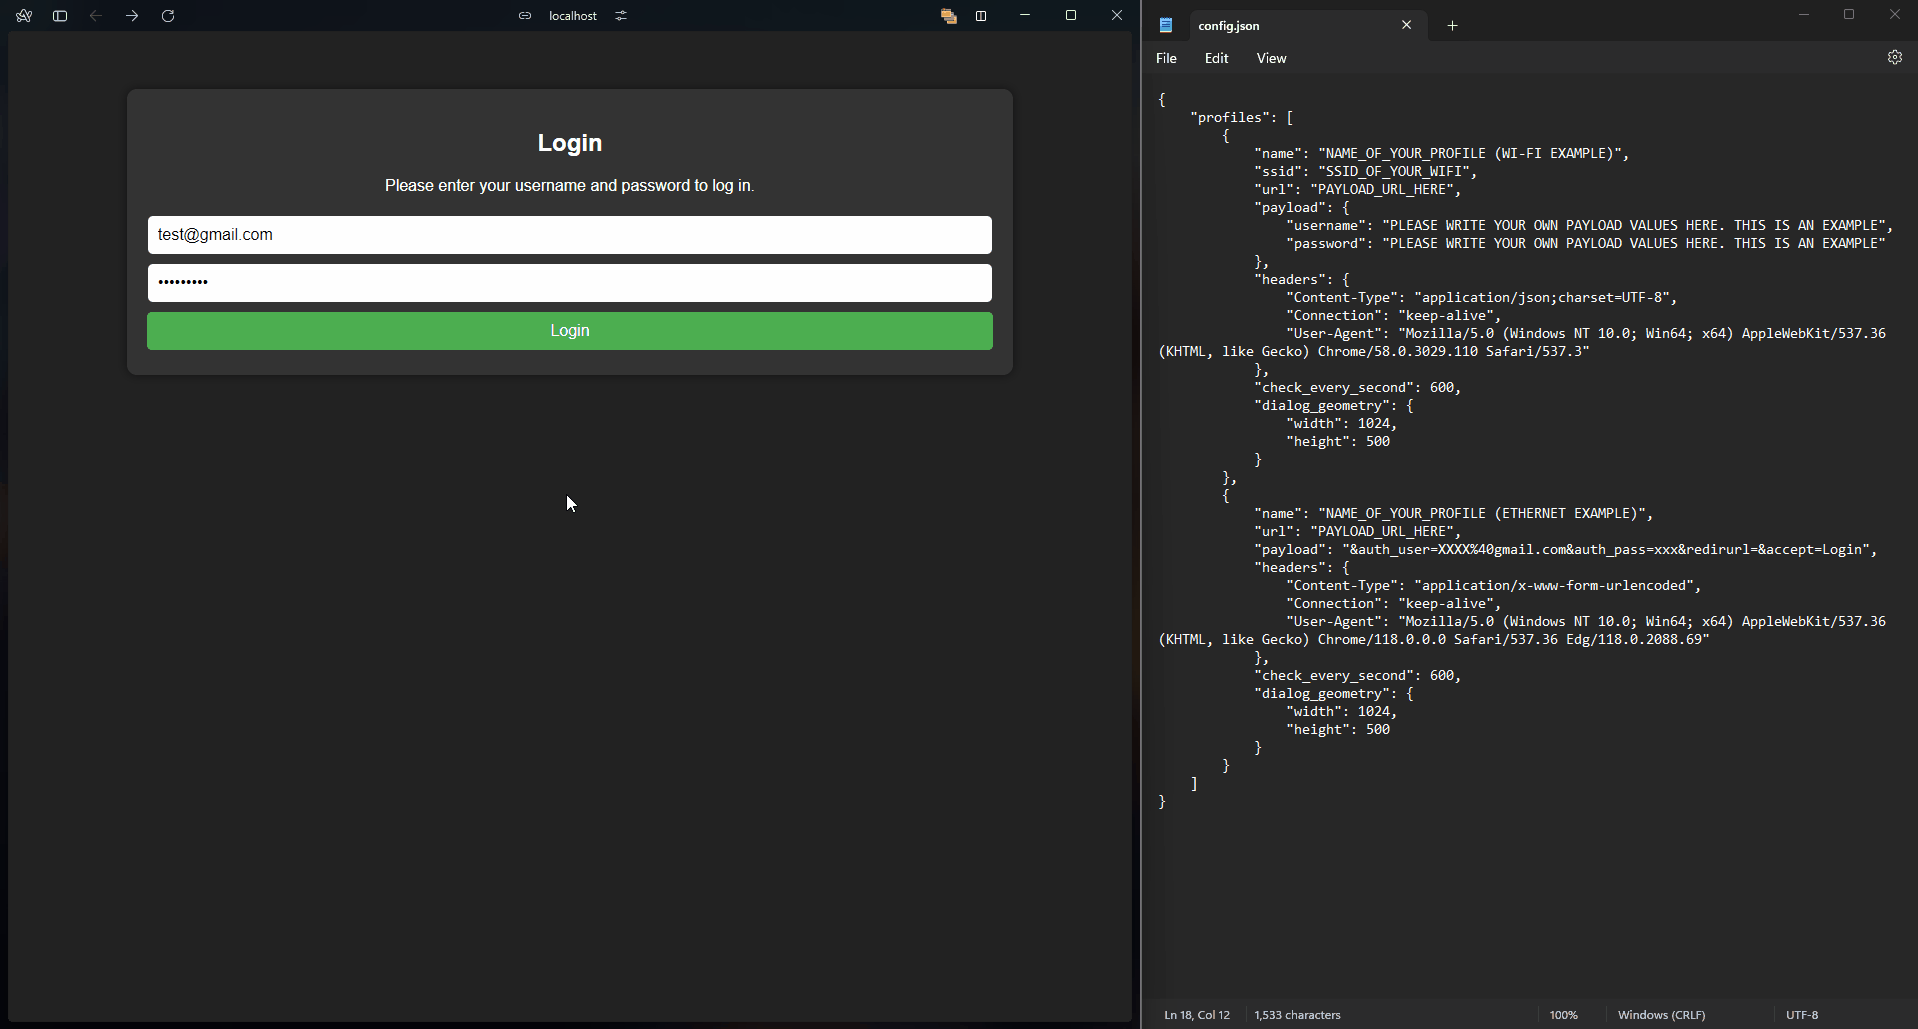 localhost
Login
Please enter your username and password to log in.
test@gmail.com
•••••••••
Login
config.json
File Edit View
{
    "profiles": [
        {
            "name": "NAME_OF_YOUR_PROFILE (WI-FI EXAMPLE)",
            "ssid": "SSID_OF_YOUR_WIFI",
            "url": "PAYLOAD_URL_HERE",
            "payload": {
                "username": "PLEASE WRITE YOUR OWN PAYLOAD VALUES HERE. THIS IS AN EXAMPLE",
                "password": "PLEASE WRITE YOUR OWN PAYLOAD VALUES HERE. THIS IS AN EXAMPLE"
            },
            "headers": {
                "Content-Type": "application/json;charset=UTF-8",
                "Connection": "keep-alive",
                "User-Agent": "Mozilla/5.0 (Windows NT 10.0; Win64; x64) AppleWebKit/537.36
(KHTML, like Gecko) Chrome/58.0.3029.110 Safari/537.3"
            },
            "check_every_second": 600,
            "dialog_geometry": {
                "width": 1024,
                "height": 500
            }
        },
        {
            "name": "NAME_OF_YOUR_PROFILE (ETHERNET EXAMPLE)",
            "url": "PAYLOAD_URL_HERE",
            "payload": "&auth_user=XXXX%40gmail.com&auth_pass=xxx&redirurl=&accept=Login",
            "headers": {
                "Content-Type": "application/x-www-form-urlencoded",
                "Connection": "keep-alive",
                "User-Agent": "Mozilla/5.0 (Windows NT 10.0; Win64; x64) AppleWebKit/537.36
(KHTML, like Gecko) Chrome/118.0.0.0 Safari/537.36 Edg/118.0.2088.69"
            },
            "check_every_second": 600,
            "dialog_geometry": {
                "width": 1024,
                "height": 500
            }
        }
    ]
}
Ln 18, Col 12 1,533 characters 100% Windows (CRLF) UTF-8